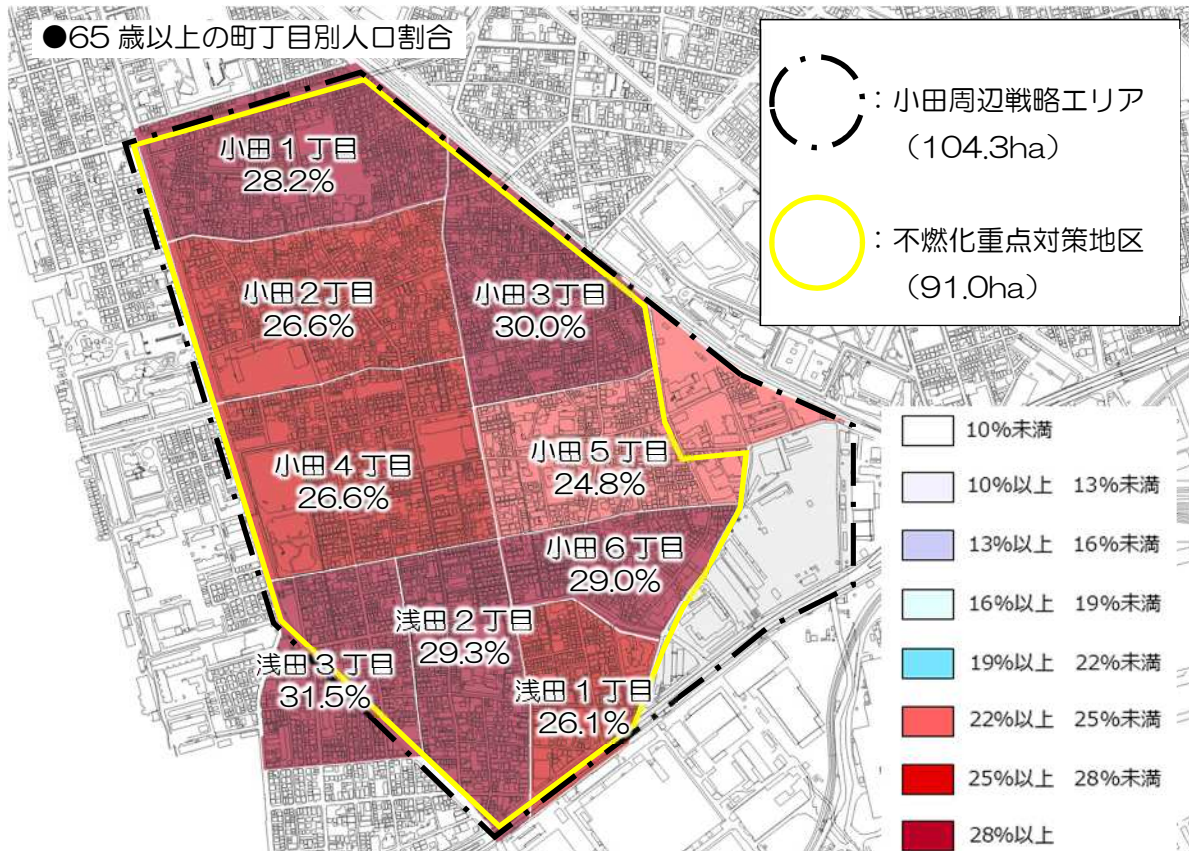 ●65 歳以上の町丁目別人口割合
：小田周辺戦略エリア
（104.3ha）
：不燃化重点対策地区
（91.0ha）
小田 1 丁目
28.2%
小田 2 丁目
26.6%
小田 3 丁目
30.0%
小田 4 丁目
26.6%
小田 5 丁目
24.8%
小田 6 丁目
29.0%
浅田 2 丁目
29.3%
浅田 3 丁目
31.5%
浅田 1 丁目
26.1%
10%未満
10%以上 13%未満
13%以上 16%未満
16%以上 19%未満
19%以上 22%未満
22%以上 25%未満
25%以上 28%未満
28%以上